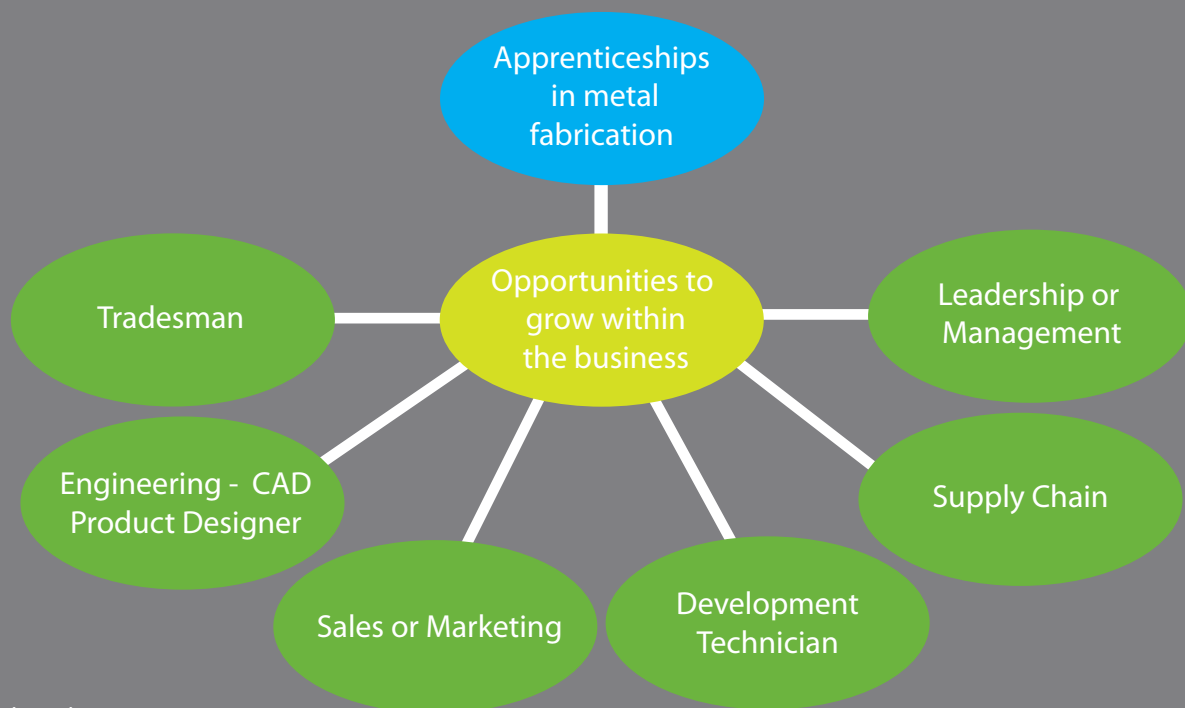 Apprenticeships
in metal
fabrication
Opportunities to
grow within
the business
Tradesman
Leadership or
Management
Engineering - CAD
Product Designer
Supply Chain
Sales or Marketing
Development
Technician